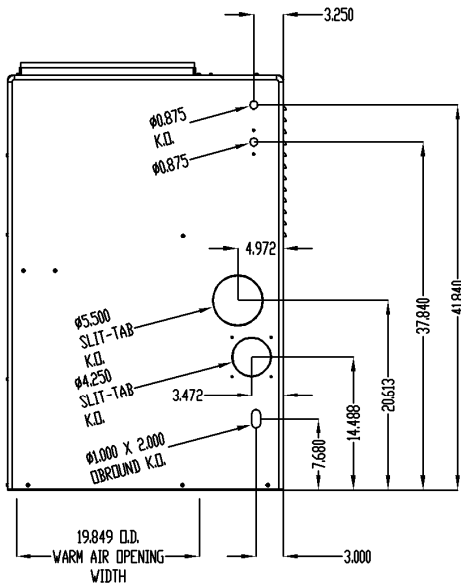 3.250
ø0.875
K.O.
ø0.875
4.972
ø5.500
SLIT-TAB
K.O.
ø4.250
SLIT-TAB
K.O.
3.472
ø1.000 X 2.000
OBROUND K.O.
7.680
14.488
20.613
37.840
41.840
19.849 O.D.
WARM AIR OPENING
WIDTH
3.000